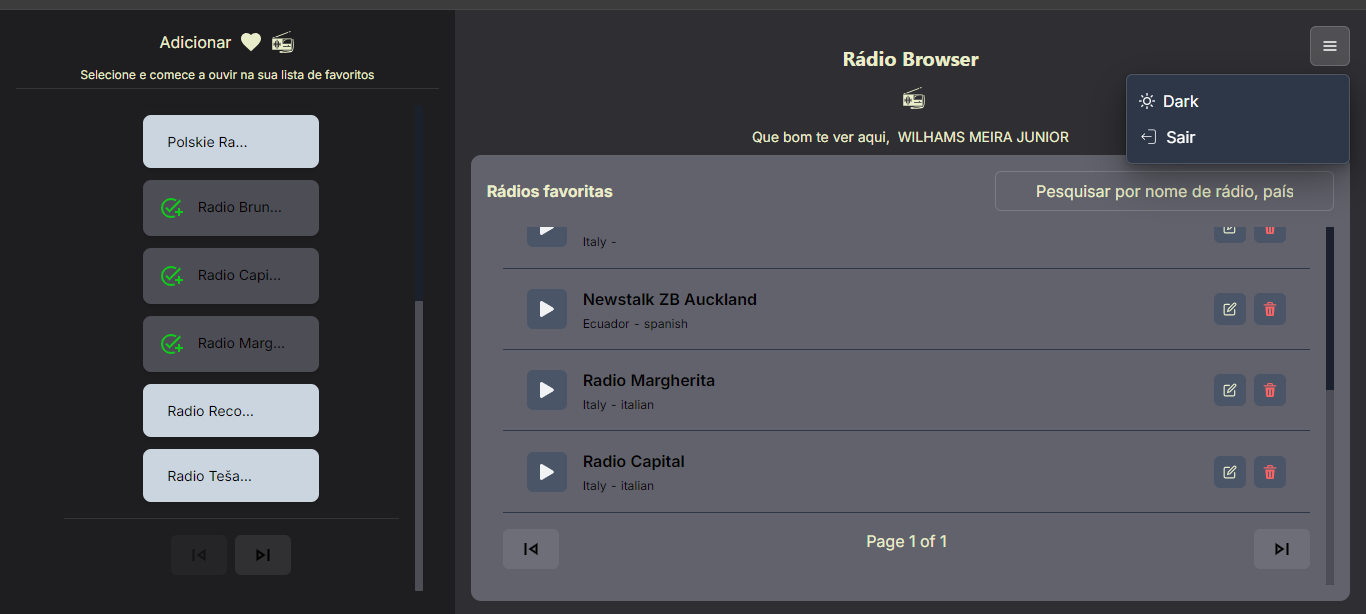 Adicionar
Selecione e comece a ouvir na sua lista de favoritos
Polskie Ra...
Radio Brun...
Radio Capi...
Radio Marg...
Radio Reco...
Radio Teša...
Rádio Browser
Que bom te ver aqui, WILHAMS MEIRA JUNIOR
Dark
Sair
Rádios favoritas
Pesquisar por nome de rádio, país
Italy -
Newstalk ZB Auckland
Ecuador - spanish
Radio Margherita
Italy - italian
Radio Capital
Italy - italian
Page 1 of 1